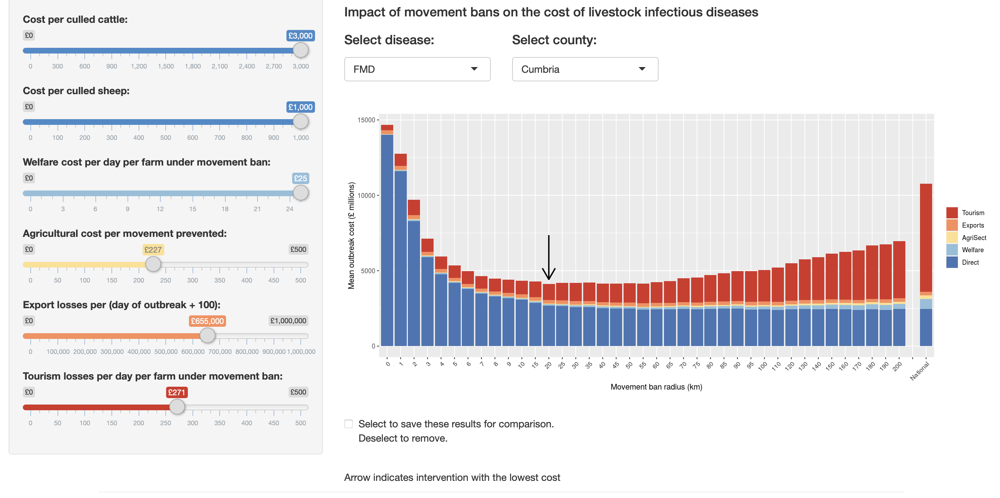 Cost per culled cattle:
£0 £3,000
0 300 600 900 1,200 1,500 1,800 2,100 2,400 2,700 3,000
Cost per culled sheep:
£0 £1,000
0 100 200 300 400 500 600 700 800 900 1,000
Welfare cost per day per farm under movement ban:
£0 £25
0 3 6 9 12 15 18 21 24
Agricultural cost per movement prevented:
£0 £227 £500
0 50 100 150 200 250 300 350 400 450 500
Export losses per (day of outbreak + 100):
£0 £655,000 £1,000,000
0 100,000 200,000 300,000 400,000 500,000 600,000 700,000 800,000 900,000 1,000,000
Tourism losses per day per farm under movement ban:
£0 £271 £500
0 50 100 150 200 250 300 350 400 450 500
Impact of movement bans on the cost of livestock infectious diseases
Select disease: Select county:
FMD Cumbria
Mean outbreak cost (£ millions)
15000
10000
5000
0
0 1 2 3 4 5 6 7 8 9 10 15 20 25 30 35 40 45 50 55 60 65 70 75 80 85 90 95 100 110 120 130 140 150 160 170 180 190 200 National
Movement ban radius (km)
Tourism
Exports
AgriSect
Welfare
Direct
Select to save these results for comparison.
Deselect to remove.
Arrow indicates intervention with the lowest cost